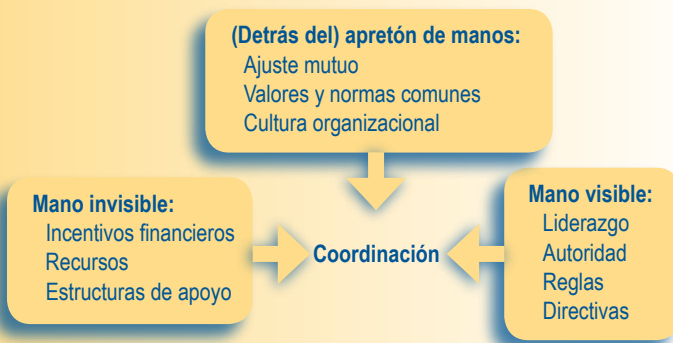 (Detrás del) apretón de manos:
Ajuste mutuo
Valores y normas comunes
Cultura organizacional
Mano invisible:
Incentivos financieros
Recursos
Estructuras de apoyo
Coordinación
Mano visible:
Liderazgo
Autoridad
Reglas
Directivas